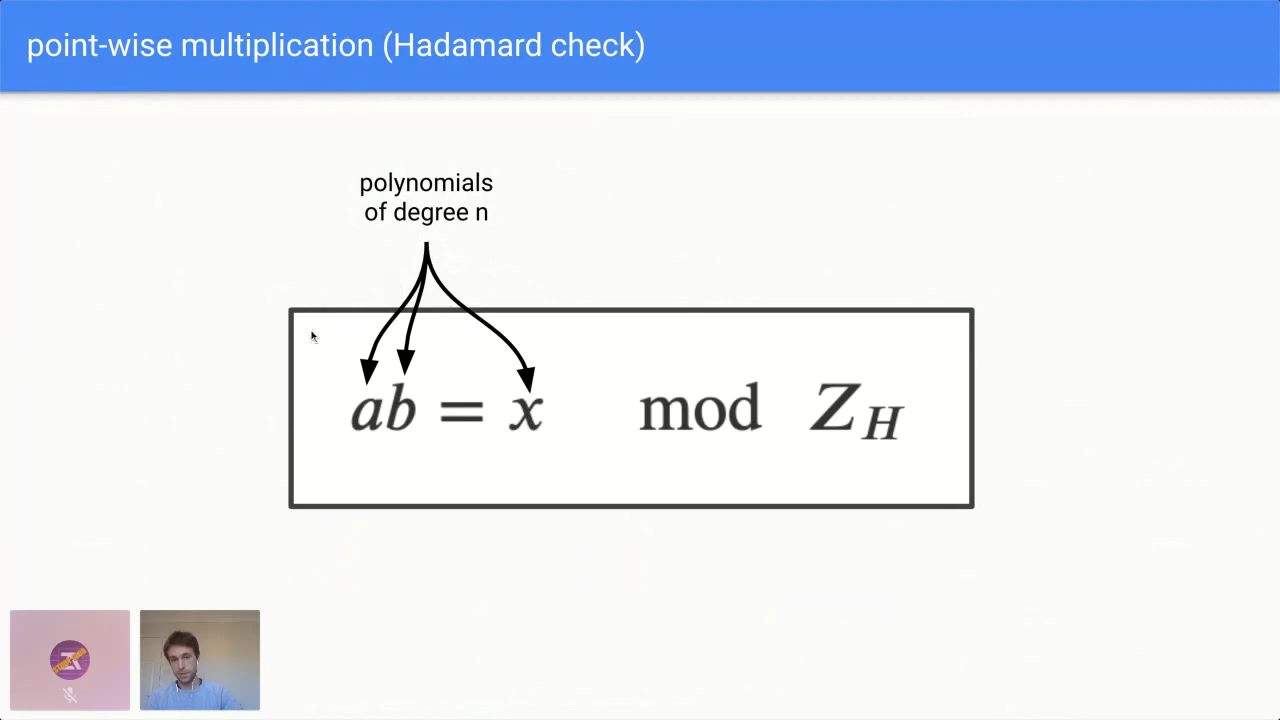 point-wise multiplication (Hadamard check)
polynomials
of degree n
ab = x mod Z_H